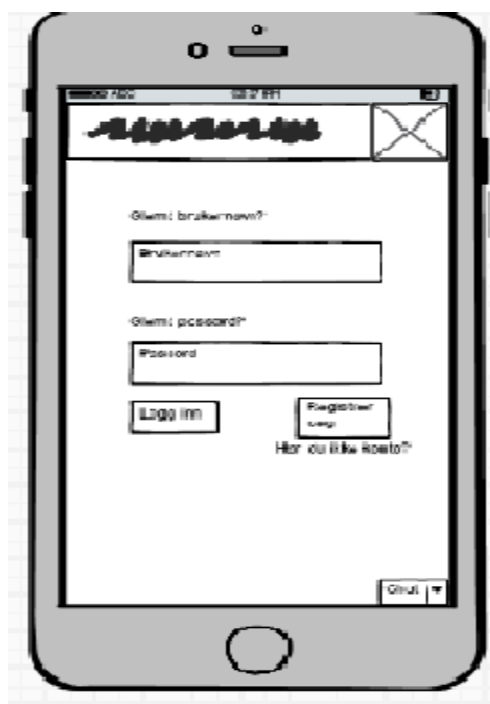 Glemt brukernavn?
Brukernavn
Glemt passord?
Passord
Logg inn
Registrer
deg
Har du ikke konto?